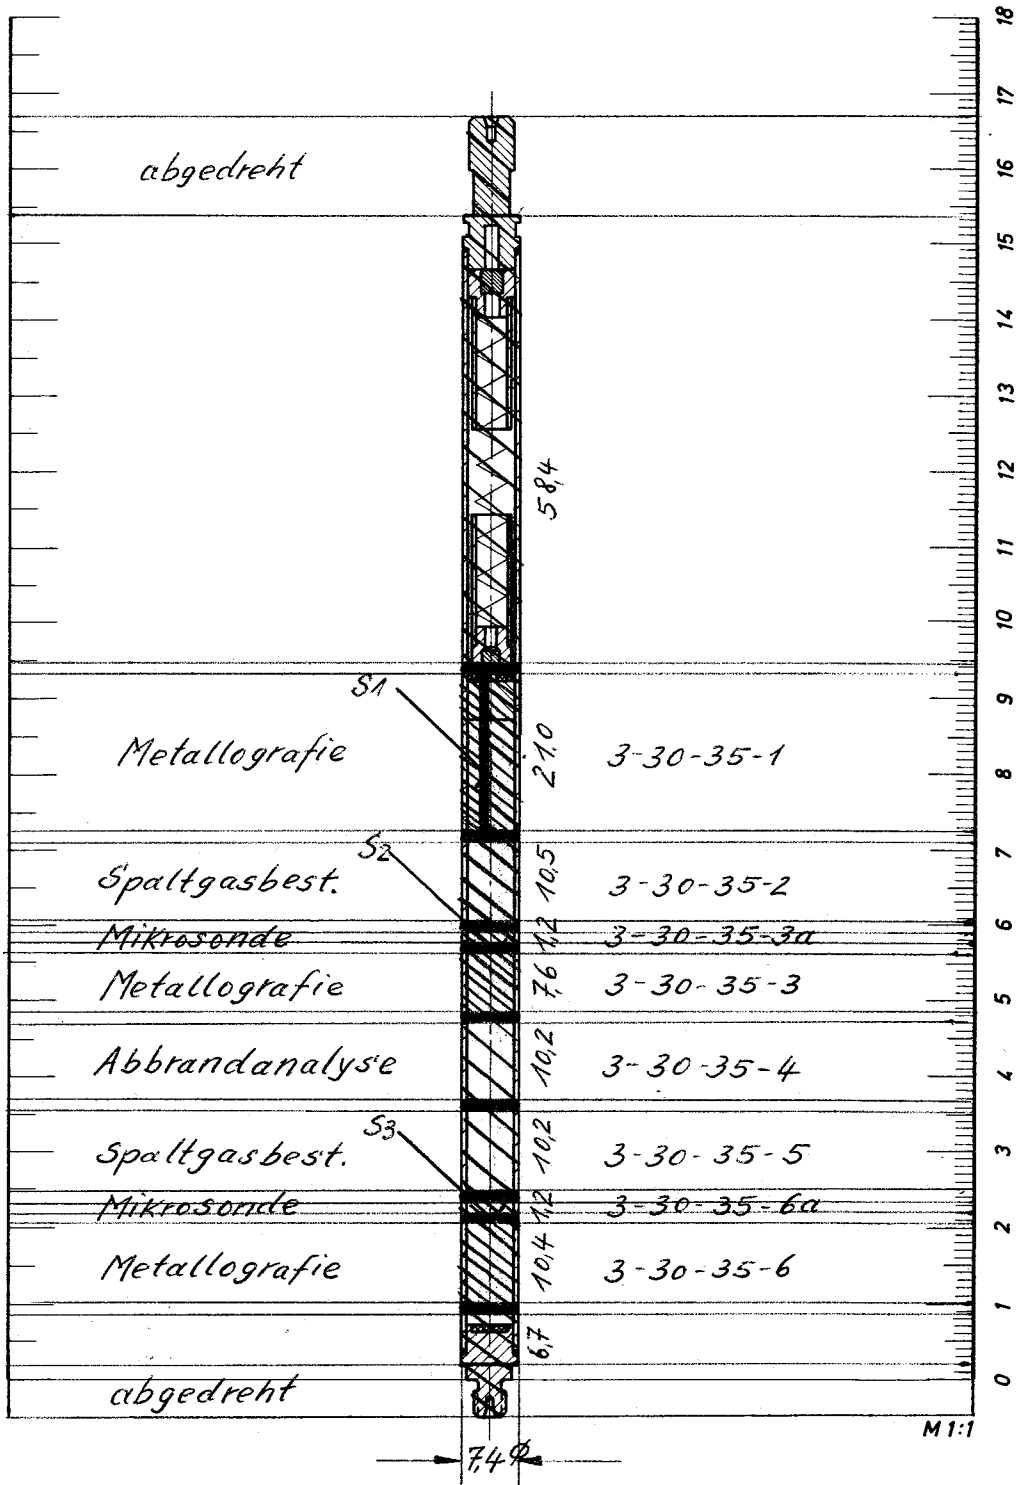 18
17
abgedreht
16
15
14
13
12
58,4
11
10
S1
9
Metallografie 21,0 3-30-35-1
8
S2
7
Spaltgasbest. 10,5 3-30-35-2
6
Mikrosonde 1,2 3-30-35-3a
Metallografie 7,6 3-30-35-3
5
Abbrandanalyse 10,2 3-30-35-4
4
S3
Spaltgasbest. 10,2 3-30-35-5
3
Mikrosonde 1,2 3-30-35-6a
2
Metallografie 10,4 3-30-35-6
1
6,7
0
abgedreht
M 1:1
7,4 Φ